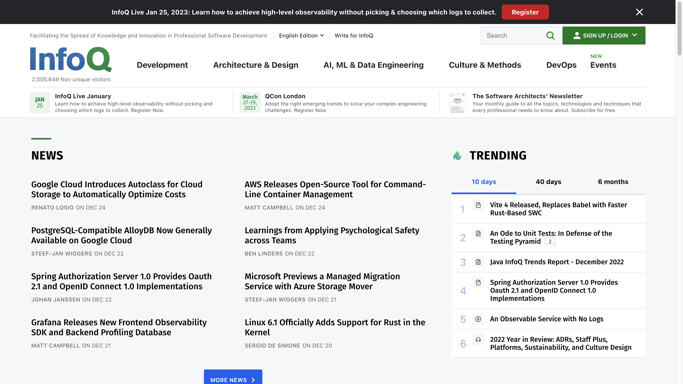 InfoQ Live Jan 25, 2023: Learn how to achieve high-level observability without picking & choosing which logs to collect.
Register
Facilitating the Spread of Knowledge and Innovation in Professional Software Development
English Edition
Write for InfoQ
Search
SIGN UP / LOGIN
InfoQ
2,005,649 Nov unique visitors
Development
Architecture & Design
AI, ML & Data Engineering
Culture & Methods
DevOps
NEW
Events
JAN
25
InfoQ Live January
Learn how to achieve high-level observability without picking and
choosing which logs to collect. Register Now.
March
27-29,
2023
QCon London
Adopt the right emerging trends to solve your complex engineering
challenges. Register Now.
The Software Architects' Newsletter
Your monthly guide to all the topics, technologies and techniques that
every professional needs to know about. Subscribe for free.
NEWS
Google Cloud Introduces Autoclass for Cloud
Storage to Automatically Optimize Costs
RENATO LOSIO ON DEC 24
AWS Releases Open-Source Tool for Command-
Line Container Management
MATT CAMPBELL ON DEC 24
PostgreSQL-Compatible AlloyDB Now Generally
Available on Google Cloud
STEEF-JAN WIGGERS ON DEC 22
Learnings from Applying Psychological Safety
across Teams
BEN LINDERS ON DEC 22
Spring Authorization Server 1.0 Provides Oauth
2.1 and OpenID Connect 1.0 Implementations
JOHAN JANSSEN ON DEC 22
Microsoft Previews a Managed Migration
Service with Azure Storage Mover
STEEF-JAN WIGGERS ON DEC 21
Grafana Releases New Frontend Observability
SDK and Backend Profiling Database
MATT CAMPBELL ON DEC 21
Linux 6.1 Officially Adds Support for Rust in the
Kernel
SERGIO DE SIMONE ON DEC 20
MORE NEWS
TRENDING
10 days
40 days
6 months
1
Vite 4 Released, Replaces Babel with Faster
Rust-Based SWC
2
An Ode to Unit Tests: In Defense of the
Testing Pyramid 2
3
Java InfoQ Trends Report - December 2022
4
Spring Authorization Server 1.0 Provides
Oauth 2.1 and OpenID Connect 1.0
Implementations
5
An Observable Service with No Logs
6
2022 Year in Review: ADRs, Staff Plus,
Platforms, Sustainability, and Culture Design